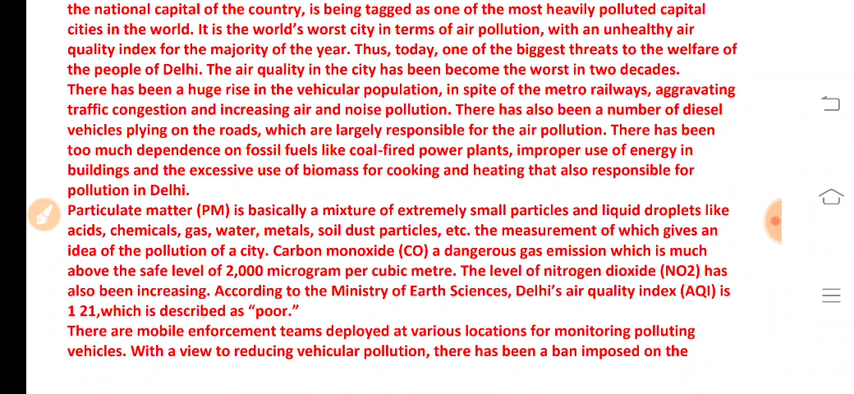 the national capital of the country, is being tagged as one of the most heavily polluted capital
cities in the world. It is the world’s worst city in terms of air pollution, with an unhealthy air
quality index for the majority of the year. Thus, today, one of the biggest threats to the welfare of
the people of Delhi. The air quality in the city has been become the worst in two decades.
There has been a huge rise in the vehicular population, in spite of the metro railways, aggravating
traffic congestion and increasing air and noise pollution. There has also been a number of diesel
vehicles plying on the roads, which are largely responsible for the air pollution. There has been
too much dependence on fossil fuels like coal-fired power plants, improper use of energy in
buildings and the excessive use of biomass for cooking and heating that also responsible for
pollution in Delhi.
Particulate matter (PM) is basically a mixture of extremely small particles and liquid droplets like
acids, chemicals, gas, water, metals, soil dust particles, etc. the measurement of which gives an
idea of the pollution of a city. Carbon monoxide (CO) a dangerous gas emission which is much
above the safe level of 2,000 microgram per cubic metre. The level of nitrogen dioxide (NO2) has
also been increasing. According to the Ministry of Earth Sciences, Delhi’s air quality index (AQI) is
1 21,which is described as “poor.”
There are mobile enforcement teams deployed at various locations for monitoring polluting
vehicles. With a view to reducing vehicular pollution, there has been a ban imposed on the